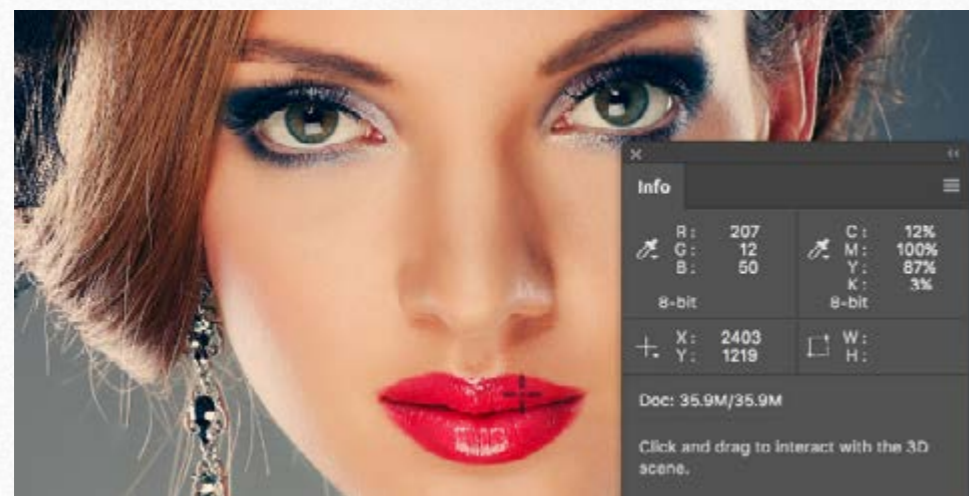 Info
R: 207 C: 12%
G: 12 M: 100%
B: 50 Y: 87%
K: 3%
8-bit 8-bit
X: 2403 W:
Y: 1219 H:
Doc: 35.9M/35.9M
Click and drag to interact with the 3D
scene.